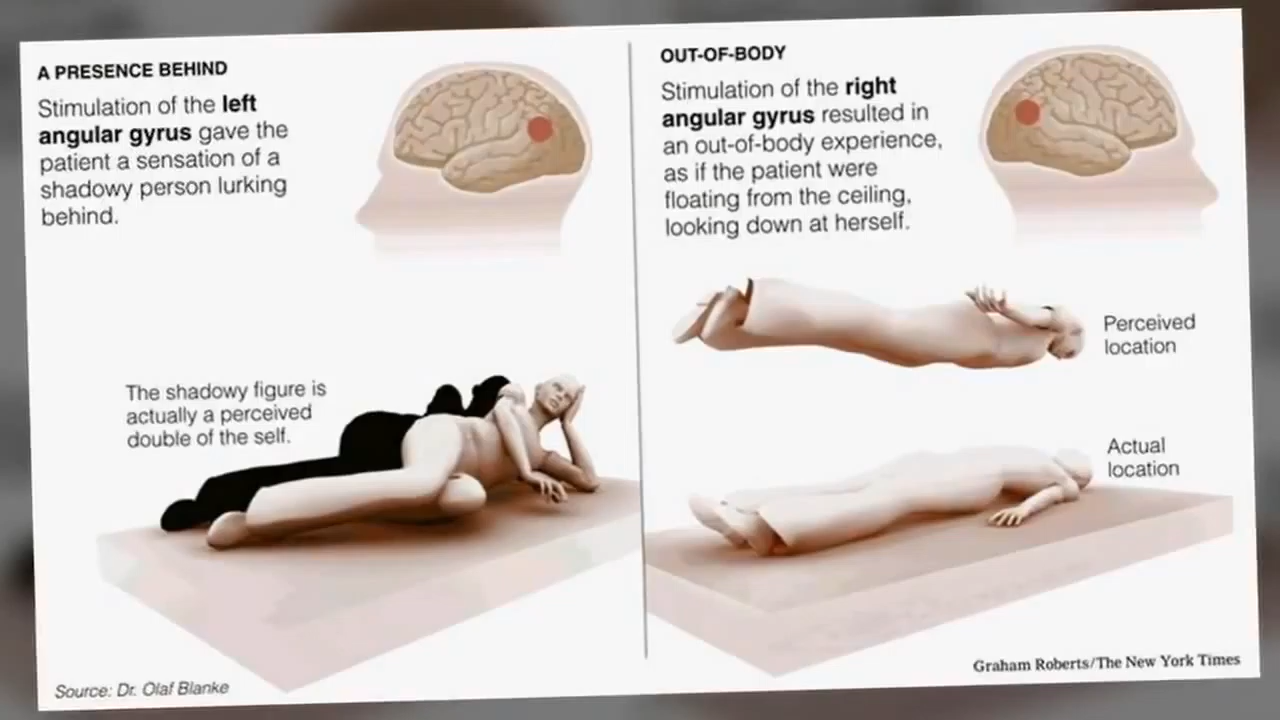 A PRESENCE BEHIND
Stimulation of the left
angular gyrus gave the
patient a sensation of a
shadowy person lurking
behind.
The shadowy figure is
actually a perceived
double of the self.
Source: Dr. Olaf Blanke
OUT-OF-BODY
Stimulation of the right
angular gyrus resulted in
an out-of-body experience,
as if the patient were
floating from the ceiling,
looking down at herself.
Perceived
location
Actual
location
Graham Roberts/The New York Times